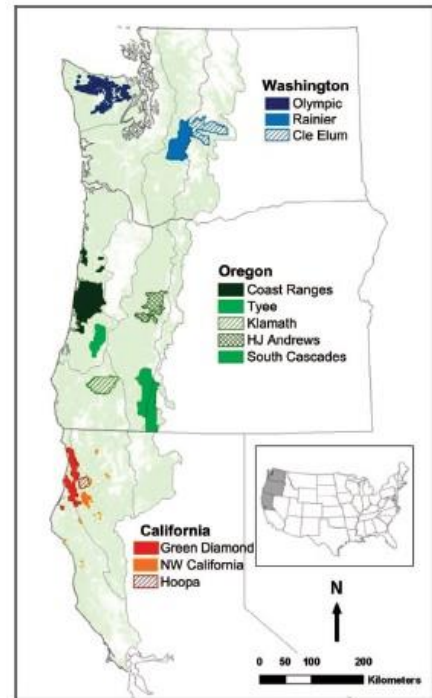 Washington
Olympic
Rainier
Cle Elum
Oregon
Coast Ranges
Tyee
Klamath
HJ Andrews
South Cascades
California
Green Diamond
NW California
Hoopa
N
0 50 100 200
Kilometers